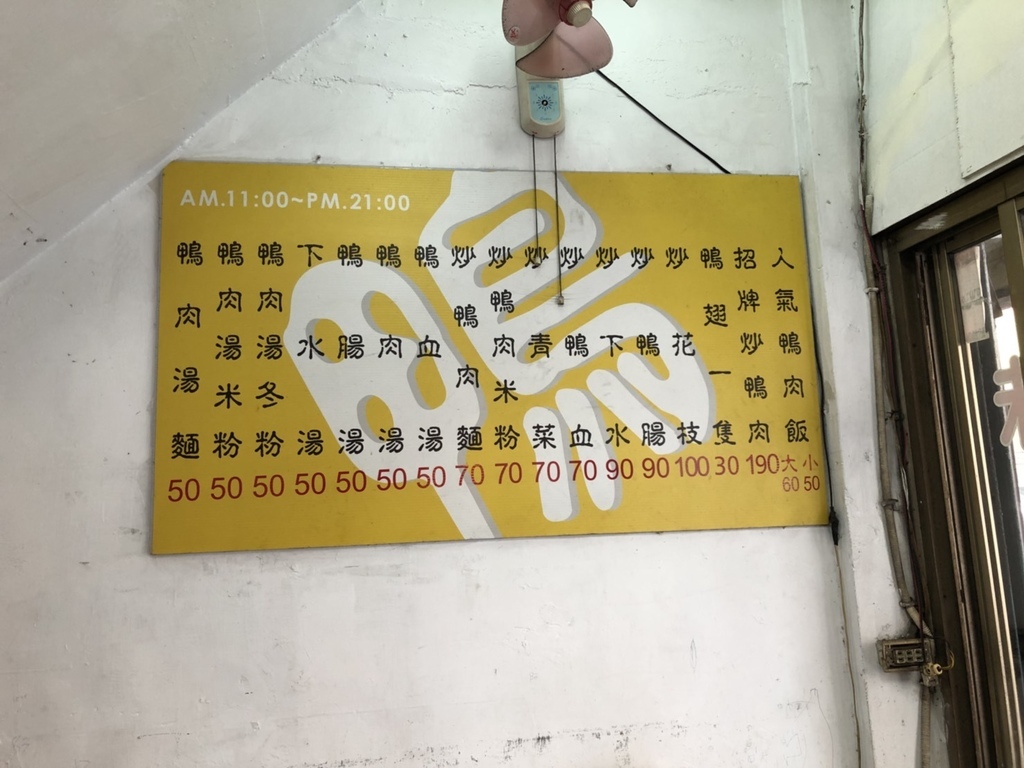 AM.11:00~PM.21:00
人氣鴨肉飯 大60 小50
招牌炒鴨肉 190
鴨翅一隻 30
炒花枝 100
炒鴨腸 90
炒下水 90
炒鴨血 70
炒青菜 70
炒鴨肉米粉 70
炒鴨肉麵 70
鴨血湯 50
鴨肉湯 50
鴨腸湯 50
下水湯 50
鴨肉湯冬粉 50
鴨肉湯米粉 50
鴨肉湯麵 50
鴨